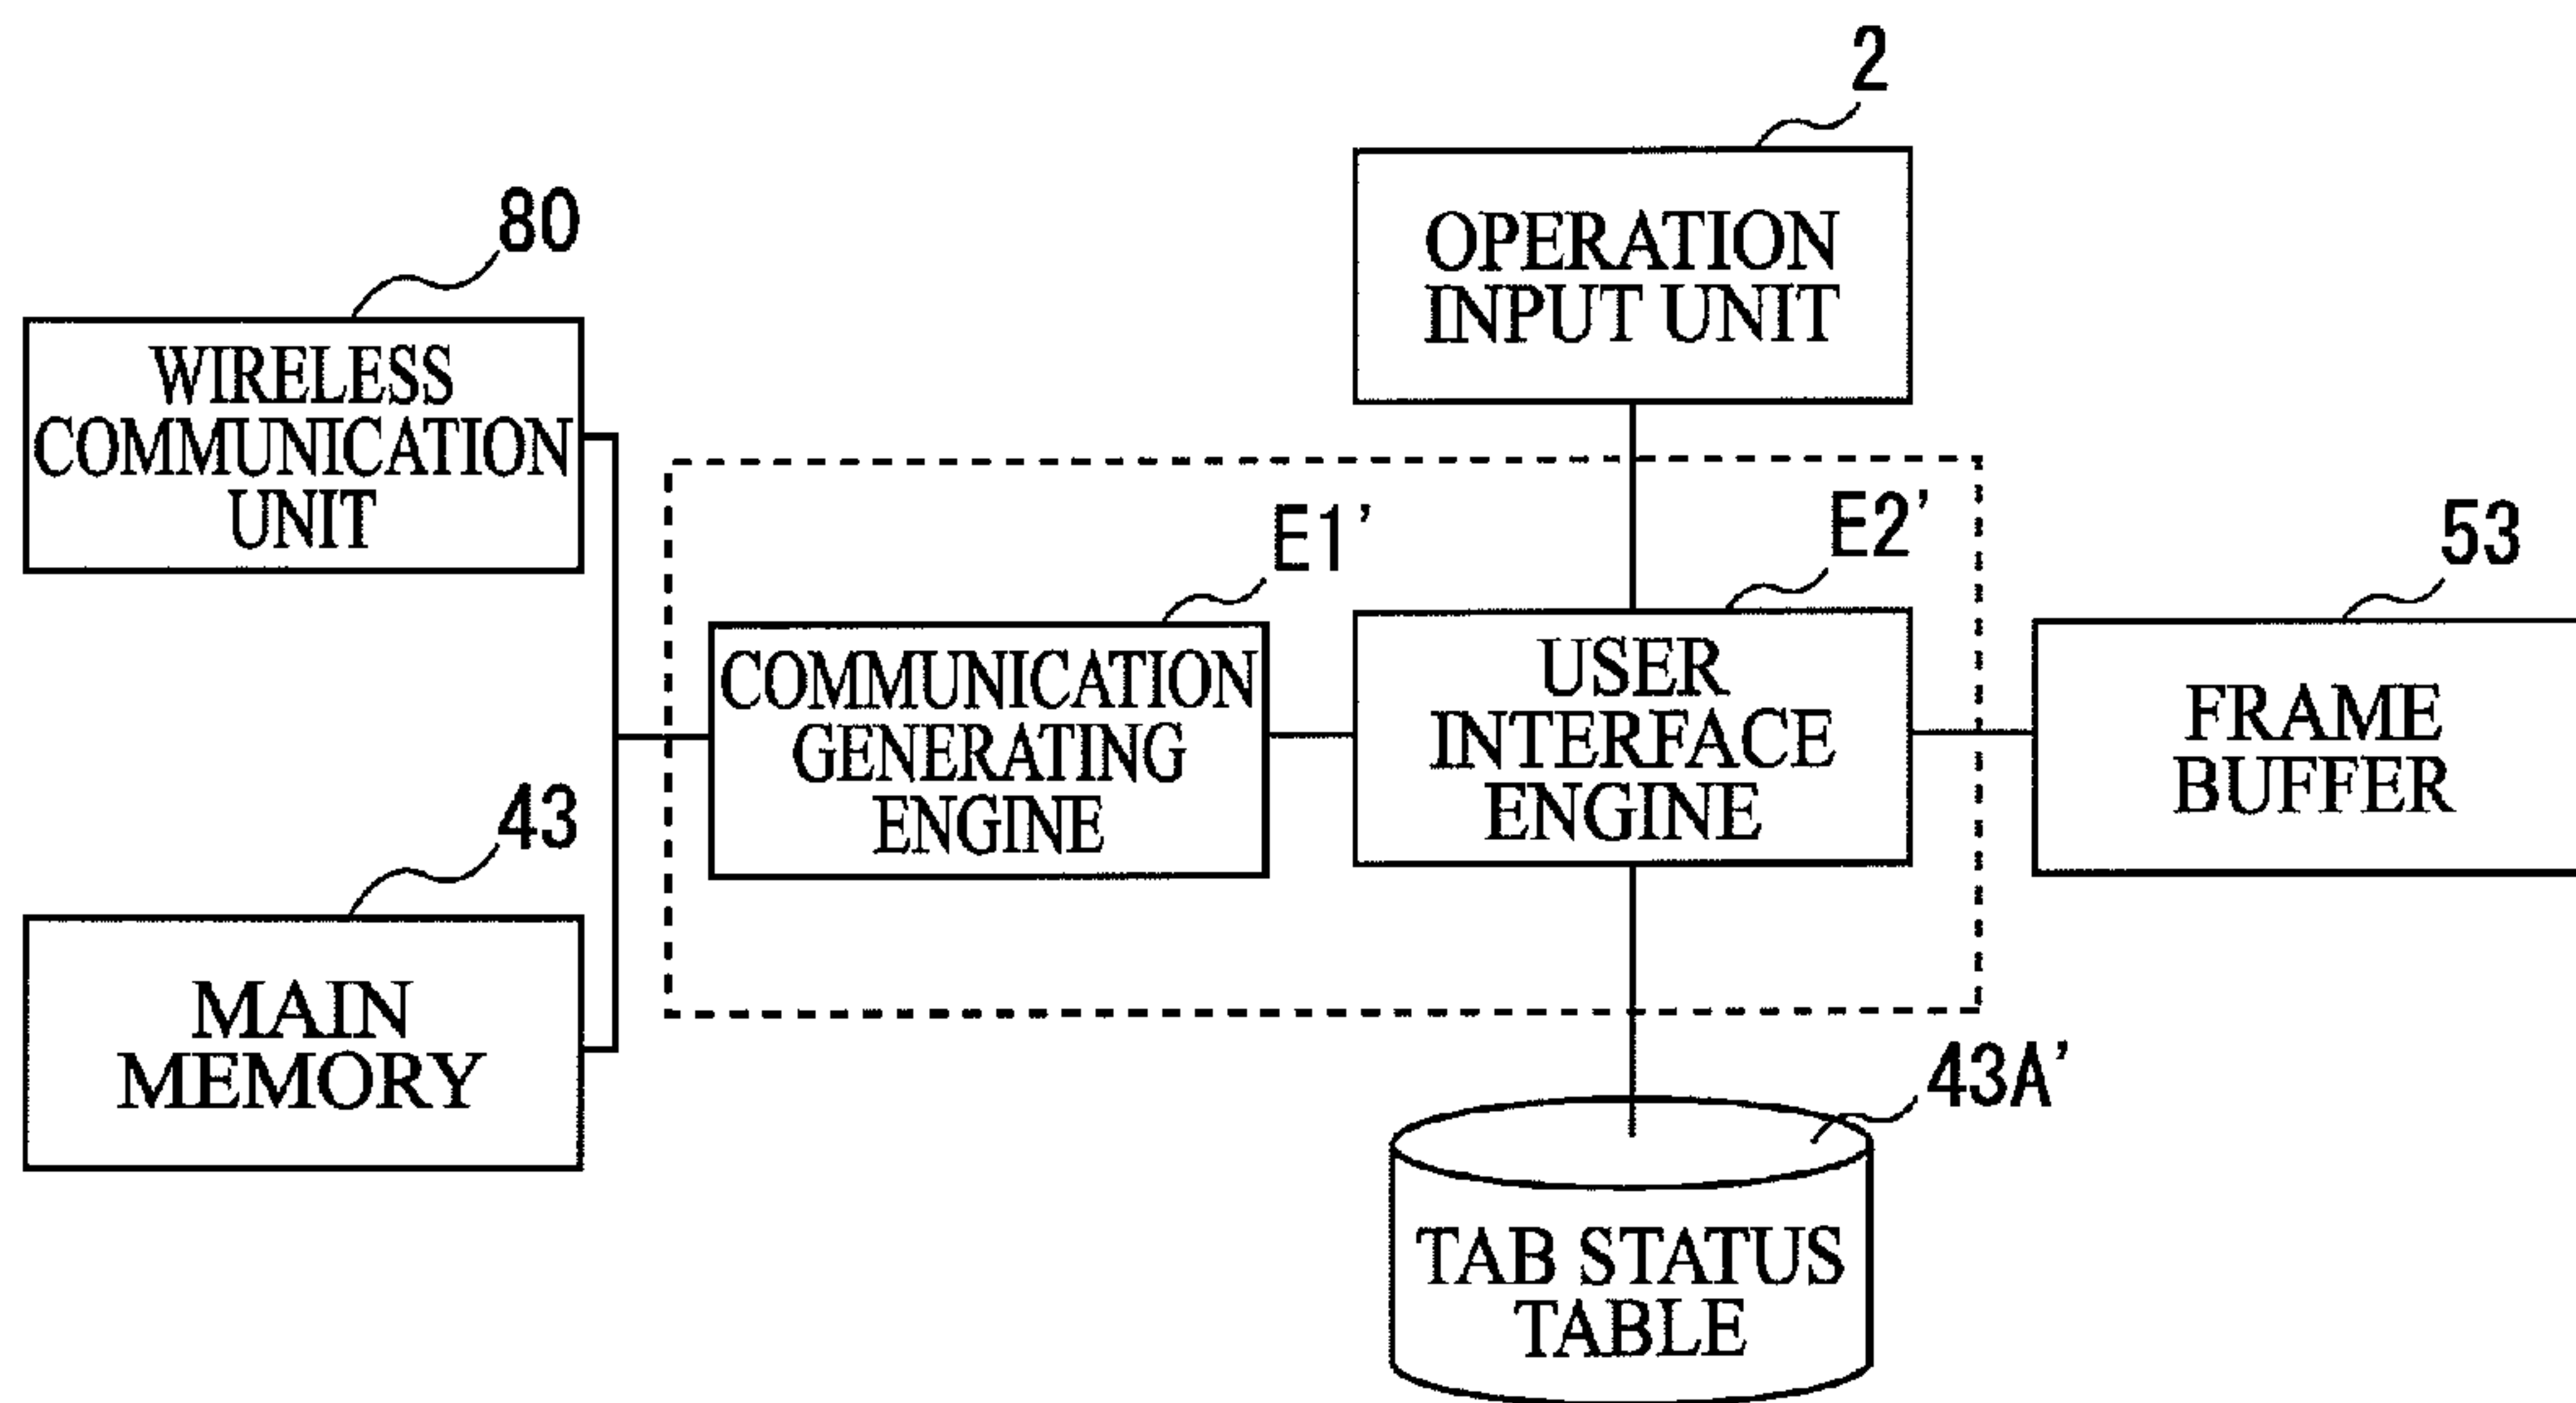 2
OPERATION
INPUT UNIT
80
WIRELESS
COMMUNICATION
UNIT
E1'
COMMUNICATION
GENERATING
ENGINE
E2'
USER
INTERFACE
ENGINE
53
FRAME
BUFFER
43
MAIN
MEMORY
43A'
TAB STATUS
TABLE